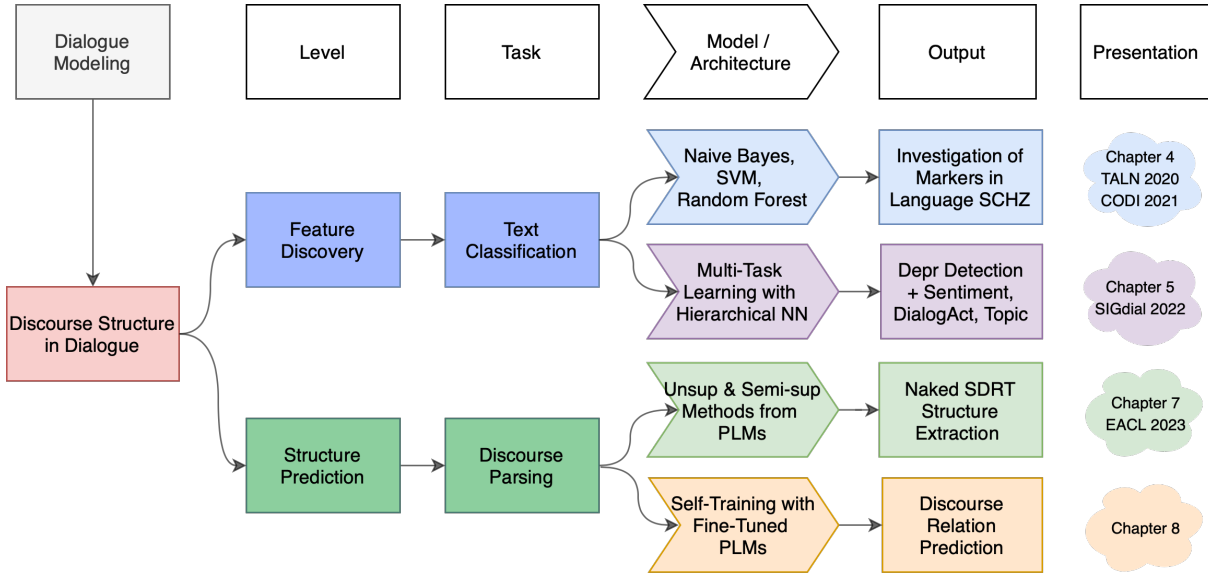 Dialogue
Modeling
Level
Task
Model /
Architecture
Output
Presentation
Discourse Structure
in Dialogue
Feature
Discovery
Text
Classification
Naive Bayes,
SVM,
Random Forest
Investigation of
Markers in
Language SCHZ
Chapter 4
TALN 2020
CODI 2021
Multi-Task
Learning with
Hierarchical NN
Depr Detection
+ Sentiment,
DialogAct, Topic
Chapter 5
SIGdial 2022
Structure
Prediction
Discourse
Parsing
Unsup & Semi-sup
Methods from
PLMs
Naked SDRT
Structure
Extraction
Chapter 7
EACL 2023
Self-Training with
Fine-Tuned
PLMs
Discourse
Relation
Prediction
Chapter 8